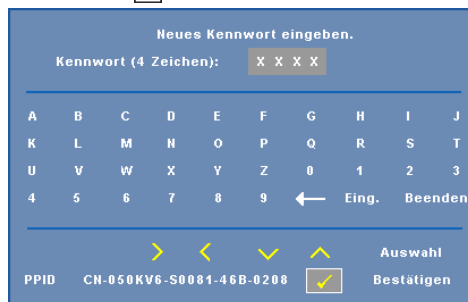 Neues Kennwort eingeben.
Kennwort (4 Zeichen): X X X X
A B C D E F G H I J
K L M N O P Q R S T
U V W X Y Z 0 1 2 3
4 5 6 7 8 9 ← Eing. Beenden
Auswahl
PPID CN-050KV6-S0081-46B-0208 ✓ Bestätigen